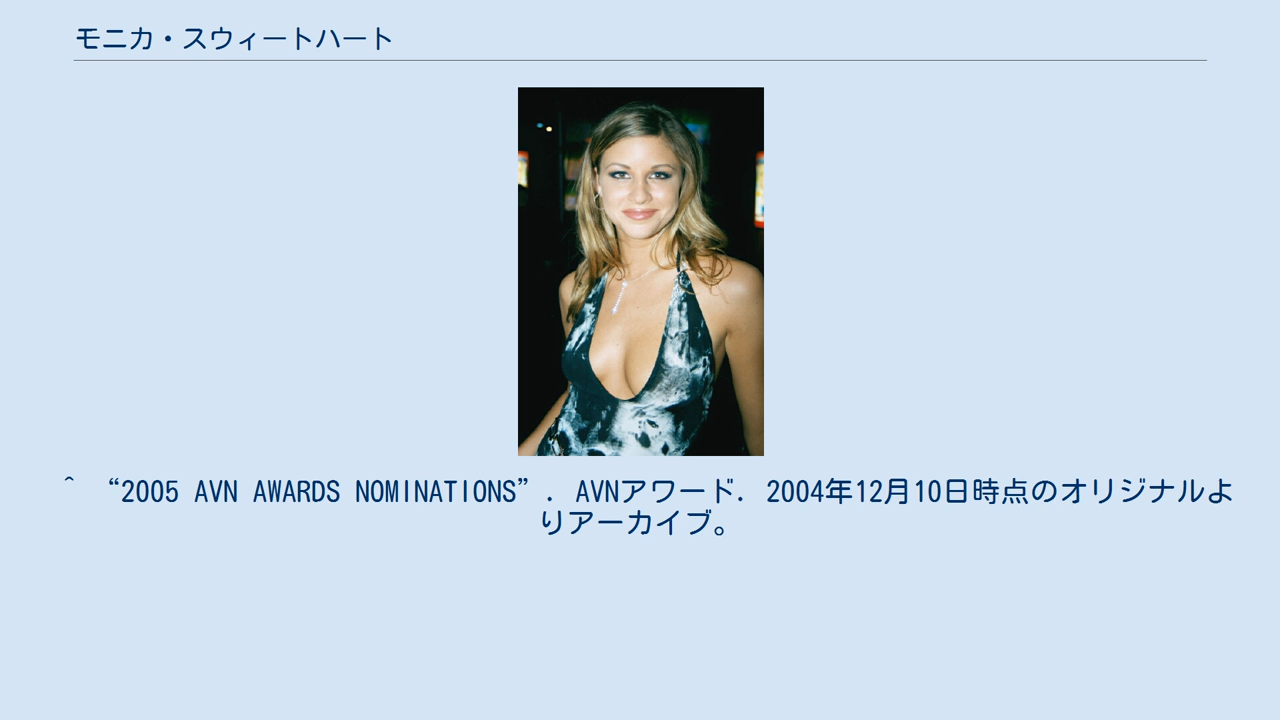 モニカ・スウィートハート
^ “2005 AVN AWARDS NOMINATIONS”. AVNアワード. 2004年12月10日時点のオリジナルよ
りアーカイブ。